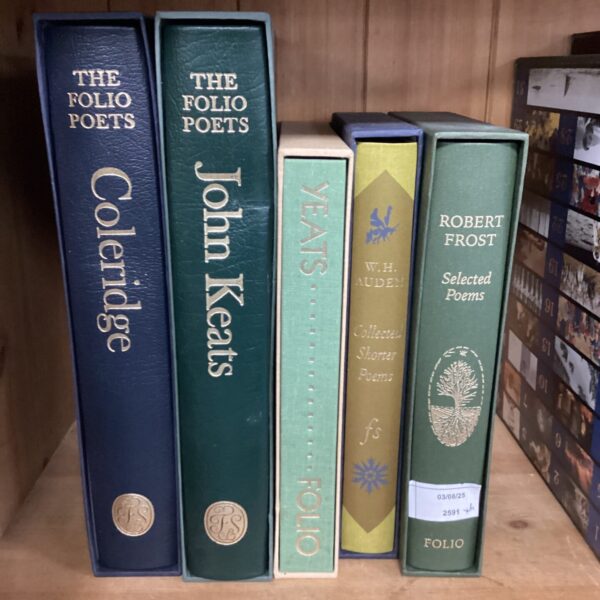 THE
FOLIO
POETS
Coleridge
THE
FOLIO
POETS
John Keats
YEATS
FOLIO
W. H.
AUDEN
Collected
Shorter
Poems
fs
ROBERT
FROST
Selected
Poems
03/08/25
2591
FOLIO